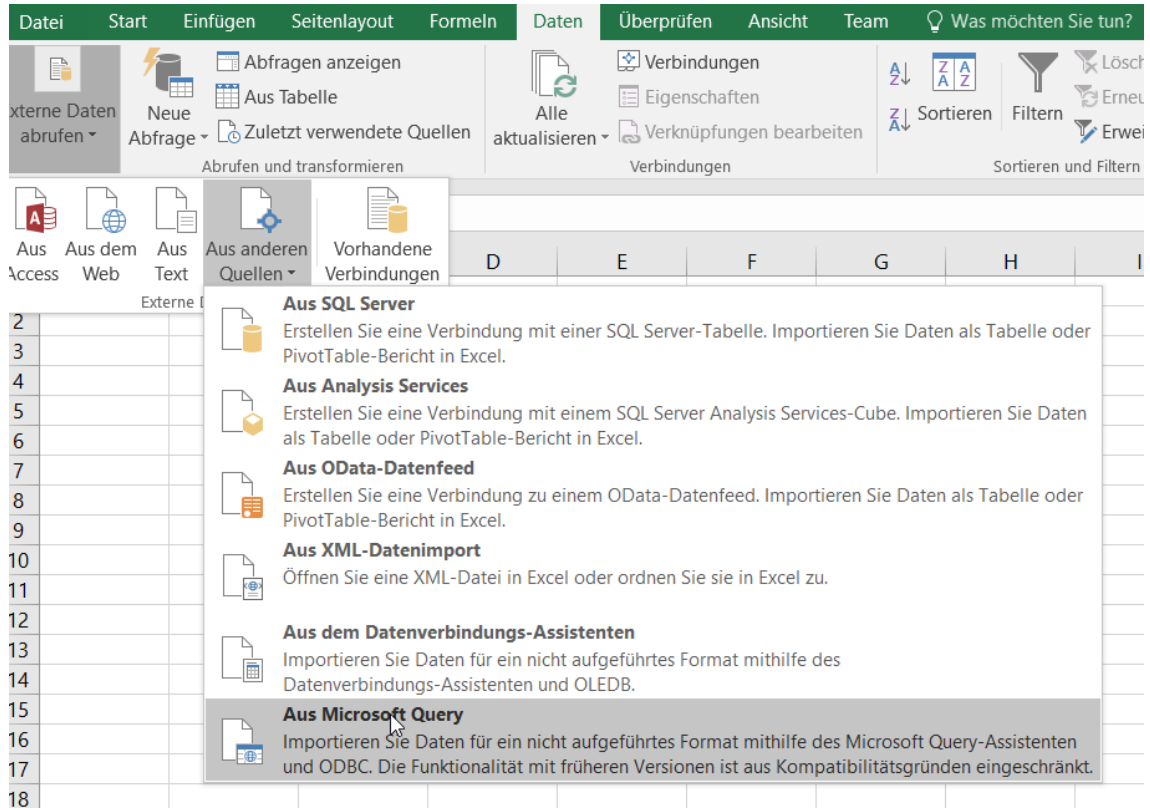 Datei Start Einfügen Seitenlayout Formeln Daten Überprüfen Ansicht Team Was möchten Sie tun?
Abfragen anzeigen
Aus Tabelle
Zuletzt verwendete Quellen
xterne Daten
abrufen
Neue
Abfrage
Abrufen und transformieren
Alle
aktualisieren
Verbindungen
Eigenschaften
Verknüpfungen bearbeiten
Verbindungen
Sortieren
Filtern
Lösch
Erneu
Erwei
Sortieren und Filtern
Aus
Access
Aus dem
Web
Aus
Text
Aus anderen
Quellen
Vorhandene
Verbindungen
Externe D
D E F G H I
Aus SQL Server
Erstellen Sie eine Verbindung mit einer SQL Server-Tabelle. Importieren Sie Daten als Tabelle oder
PivotTable-Bericht in Excel.
Aus Analysis Services
Erstellen Sie eine Verbindung mit einem SQL Server Analysis Services-Cube. Importieren Sie Daten
als Tabelle oder PivotTable-Bericht in Excel.
Aus OData-Datenfeed
Erstellen Sie eine Verbindung zu einem OData-Datenfeed. Importieren Sie Daten als Tabelle oder
PivotTable-Bericht in Excel.
Aus XML-Datenimport
Öffnen Sie eine XML-Datei in Excel oder ordnen Sie sie in Excel zu.
Aus dem Datenverbindungs-Assistenten
Importieren Sie Daten für ein nicht aufgeführtes Format mithilfe des
Datenverbindungs-Assistenten und OLEDB.
Aus Microsoft Query
Importieren Sie Daten für ein nicht aufgeführtes Format mithilfe des Microsoft Query-Assistenten
und ODBC. Die Funktionalität mit früheren Versionen ist aus Kompatibilitätsgründen eingeschränkt.
2
3
4
5
6
7
8
9
10
11
12
13
14
15
16
17
18